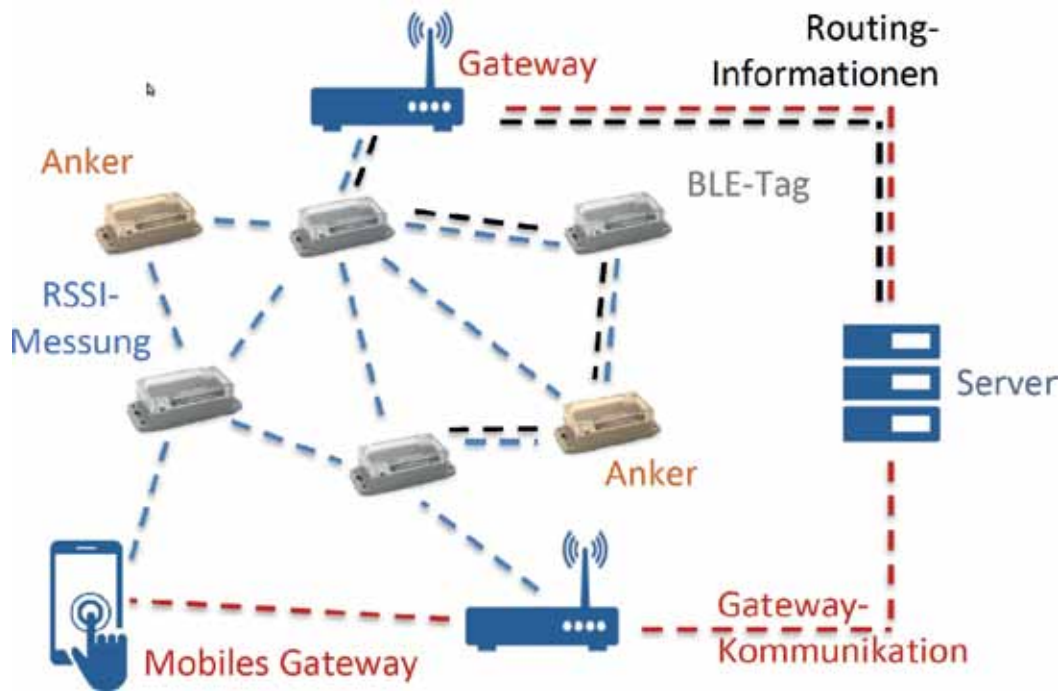 Routing-
Informationen
Gateway
Anker
BLE-Tag
RSSI-
Messung
Server
Anker
Gateway-
Kommunikation
Mobiles Gateway